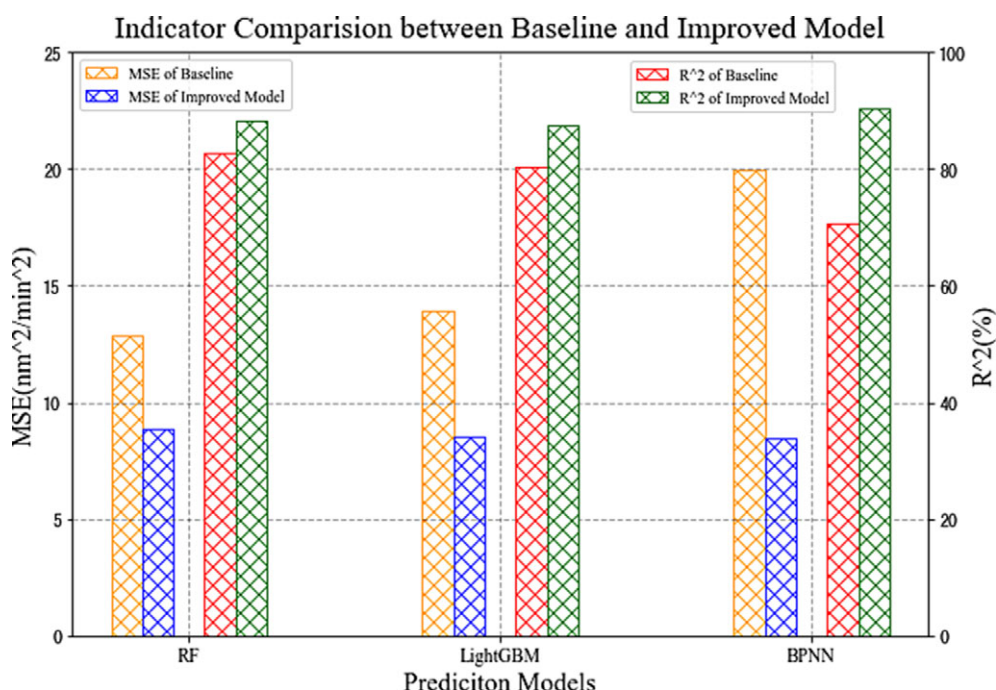 Indicator Comparision between Baseline and Improved Model
MSE of Baseline
MSE of Improved Model
R^2 of Baseline
R^2 of Improved Model
25
20
15
10
5
0
MSE(nm^2/min^2)
100
80
60
40
20
0
R^2(%)
RF
LightGBM
BPNN
Prediciton Models